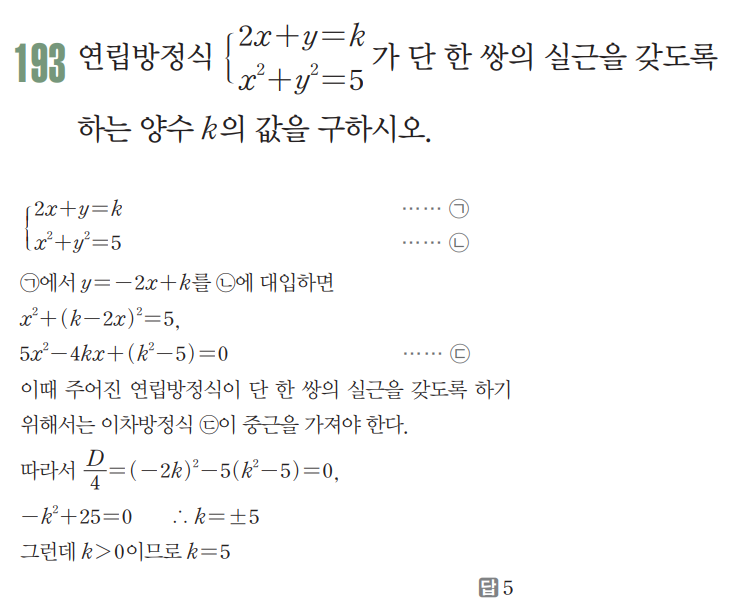 193 연립방정식 { 2x+y=k
x²+y²=5 가 단 한 쌍의 실근을 갖도록
하는 양수 k의 값을 구하시오.
{ 2x+y=k …… ㉠
x²+y²=5 …… ㉡
㉠에서 y=-2x+k를 ㉡에 대입하면
x²+(k-2x)²=5,
5x²-4kx+(k²-5)=0 …… ㉢
이때 주어진 연립방정식이 단 한 쌍의 실근을 갖도록 하기
위해서는 이차방정식 ㉢이 중근을 가져야 한다.
따라서 D/4=(-2k)²-5(k²-5)=0,
-k²+25=0 ∴ k=±5
그런데 k>0이므로 k=5
답 5